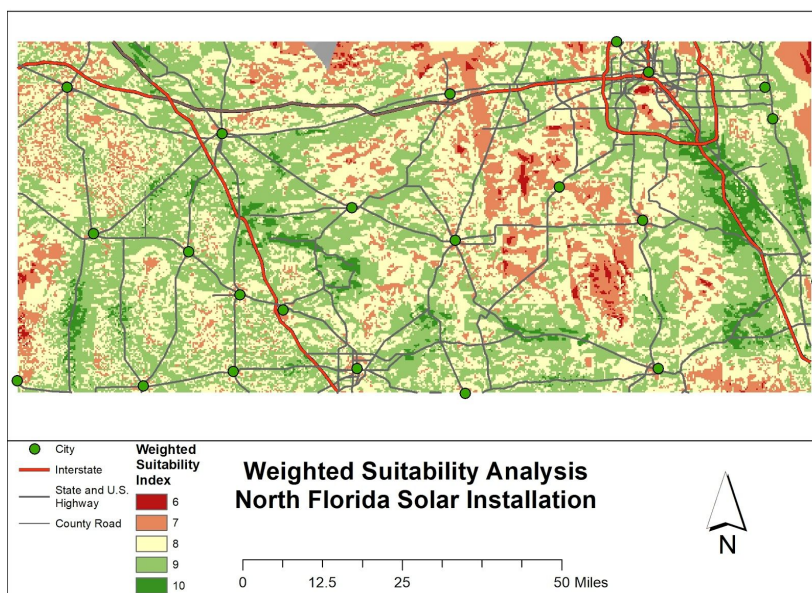 City
Interstate
State and U.S.
Highway
County Road
Weighted
Suitability
Index
6
7
8
9
10
Weighted Suitability Analysis
North Florida Solar Installation
0 12.5 25 50 Miles
N